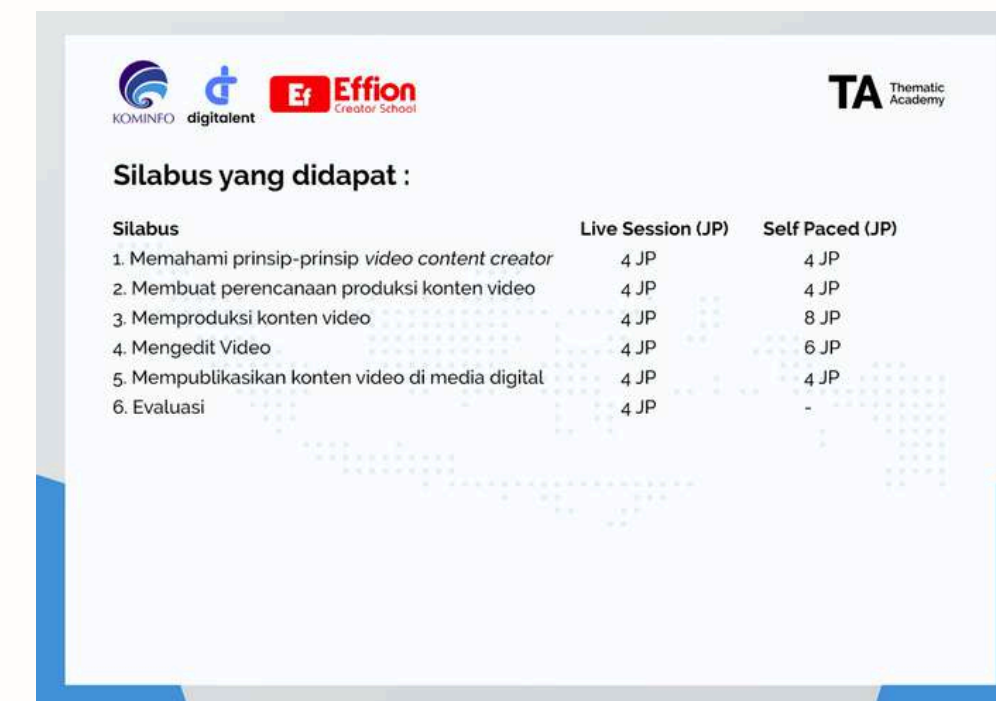 KOMINFO
digitalent
Ef Effion
Creator School
TA Thematic
Academy
Silabus yang didapat :
Silabus Live Session (JP) Self Paced (JP)
1. Memahami prinsip-prinsip video content creator 4 JP 4 JP
2. Membuat perencanaan produksi konten video 4 JP 4 JP
3. Memproduksi konten video 4 JP 8 JP
4. Mengedit Video 4 JP 6 JP
5. Mempublikasikan konten video di media digital 4 JP 4 JP
6. Evaluasi 4 JP -